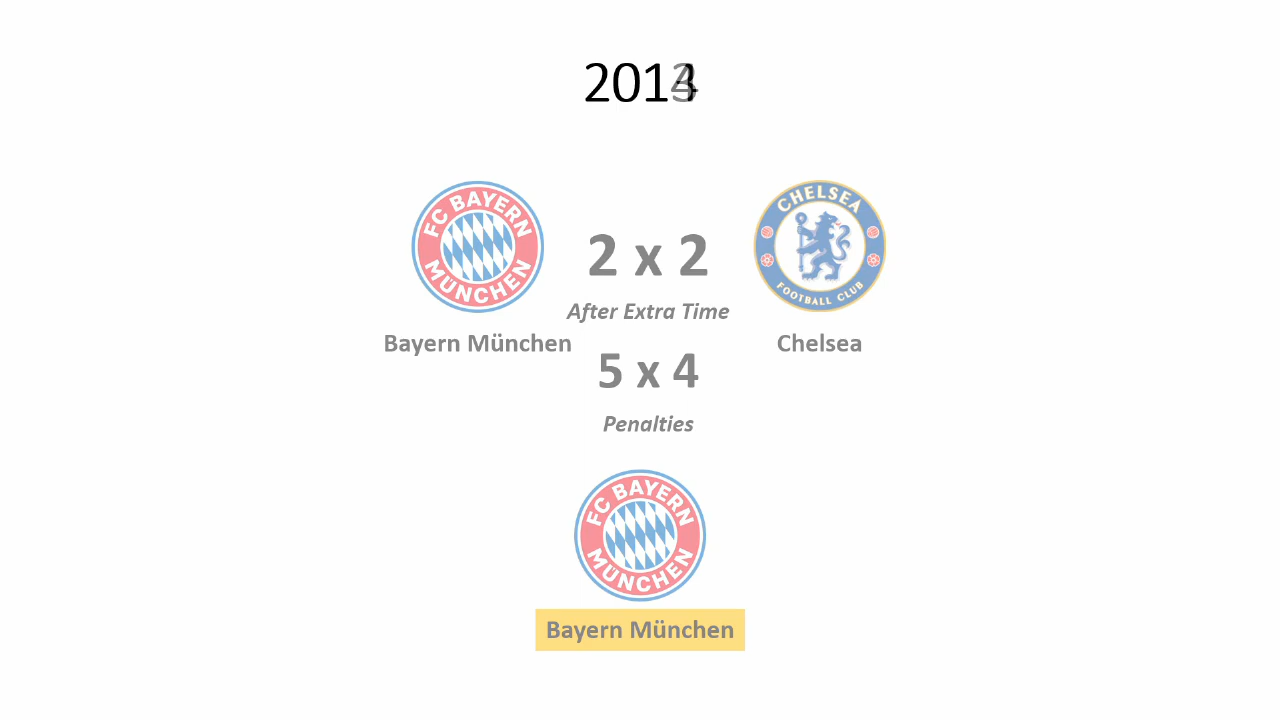 201
FC BAYERN
MÜNCHEN
CHELSEA
FOOTBALL CLUB
2 x 2
After Extra Time
Bayern München
Chelsea
5 x 4
Penalties
FC BAYERN
MÜNCHEN
Bayern München